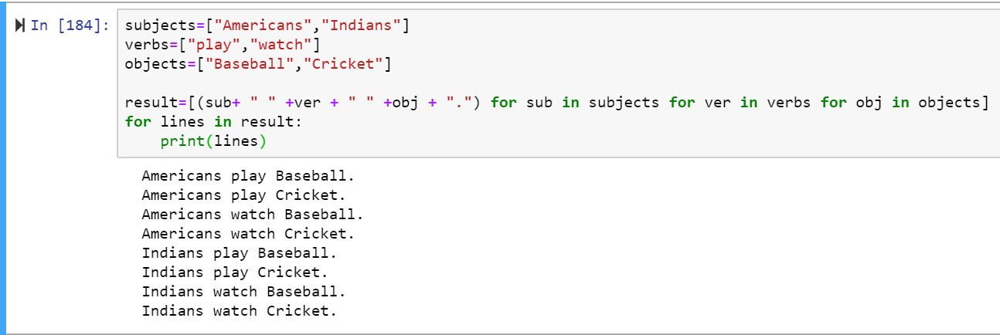 In [184]: subjects=["Americans","Indians"]
verbs=["play","watch"]
objects=["Baseball","Cricket"]

result=[(sub+ " " +ver + " " +obj + ".") for sub in subjects for ver in verbs for obj in objects]
for lines in result:
    print(lines)
Americans play Baseball.
Americans play Cricket.
Americans watch Baseball.
Americans watch Cricket.
Indians play Baseball.
Indians play Cricket.
Indians watch Baseball.
Indians watch Cricket.